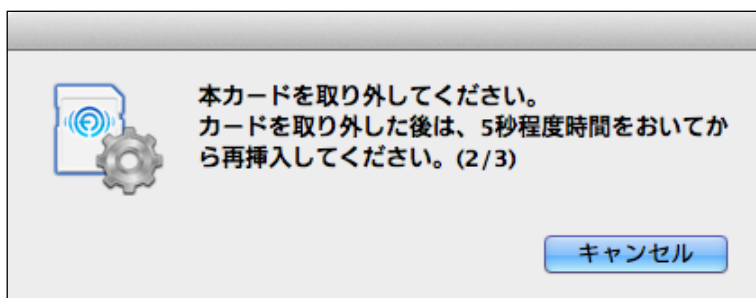 本カードを取り外してください。
カードを取り外した後は、5秒程度時間をおいてか
ら再挿入してください。(2/3)
キャンセル